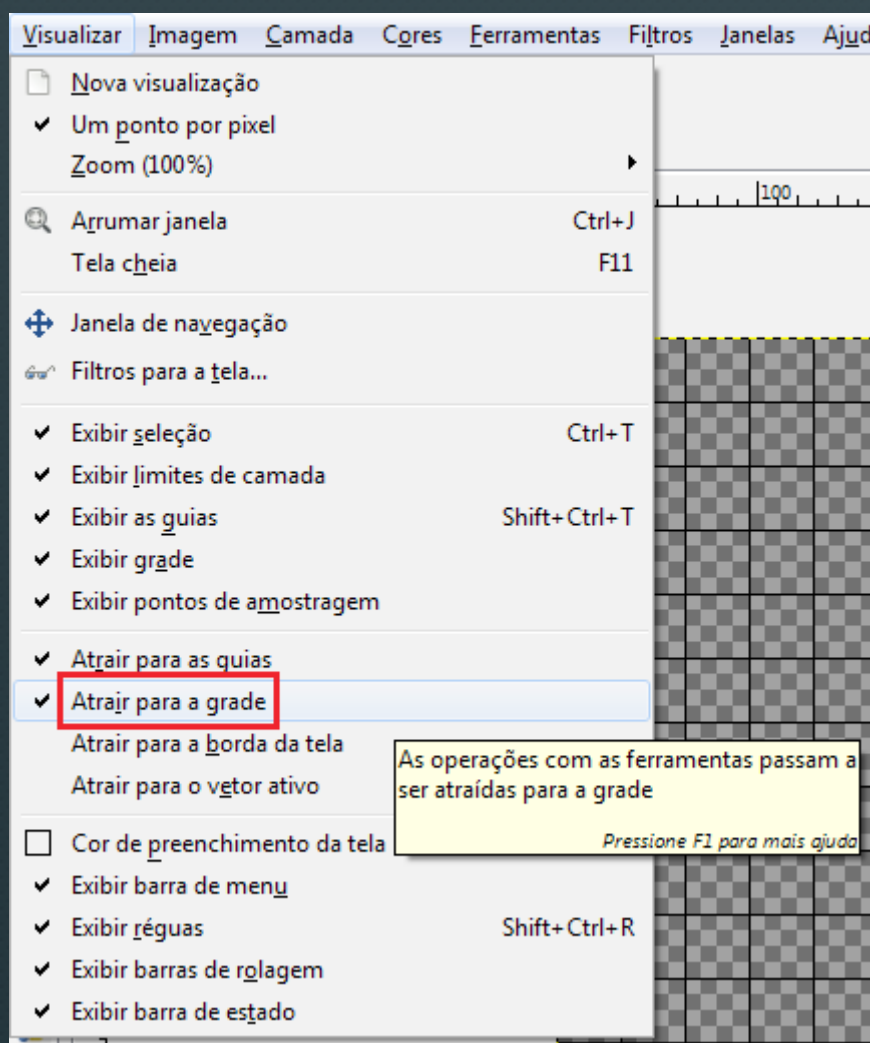 Visualizar Imagem Camada Cores Ferramentas Filtros Janelas
Nova visualização
Um ponto por pixel
Zoom (100%)
Arrumar janela Ctrl+J
Tela cheia F11
Janela de navegação
Filtros para a tela...
Exibir seleção Ctrl+T
Exibir limites de camada
Exibir as guias Shift+Ctrl+T
Exibir grade
Exibir pontos de amostragem
Atrair para as guias
Atrair para a grade
Atrair para a borda da tela
Atrair para o vetor ativo
As operações com as ferramentas passam a
ser atraídas para a grade
Pressione F1 para mais ajuda
Cor de preenchimento da tela
Exibir barra de menu
Exibir réguas Shift+Ctrl+R
Exibir barras de rolagem
Exibir barra de estado
100